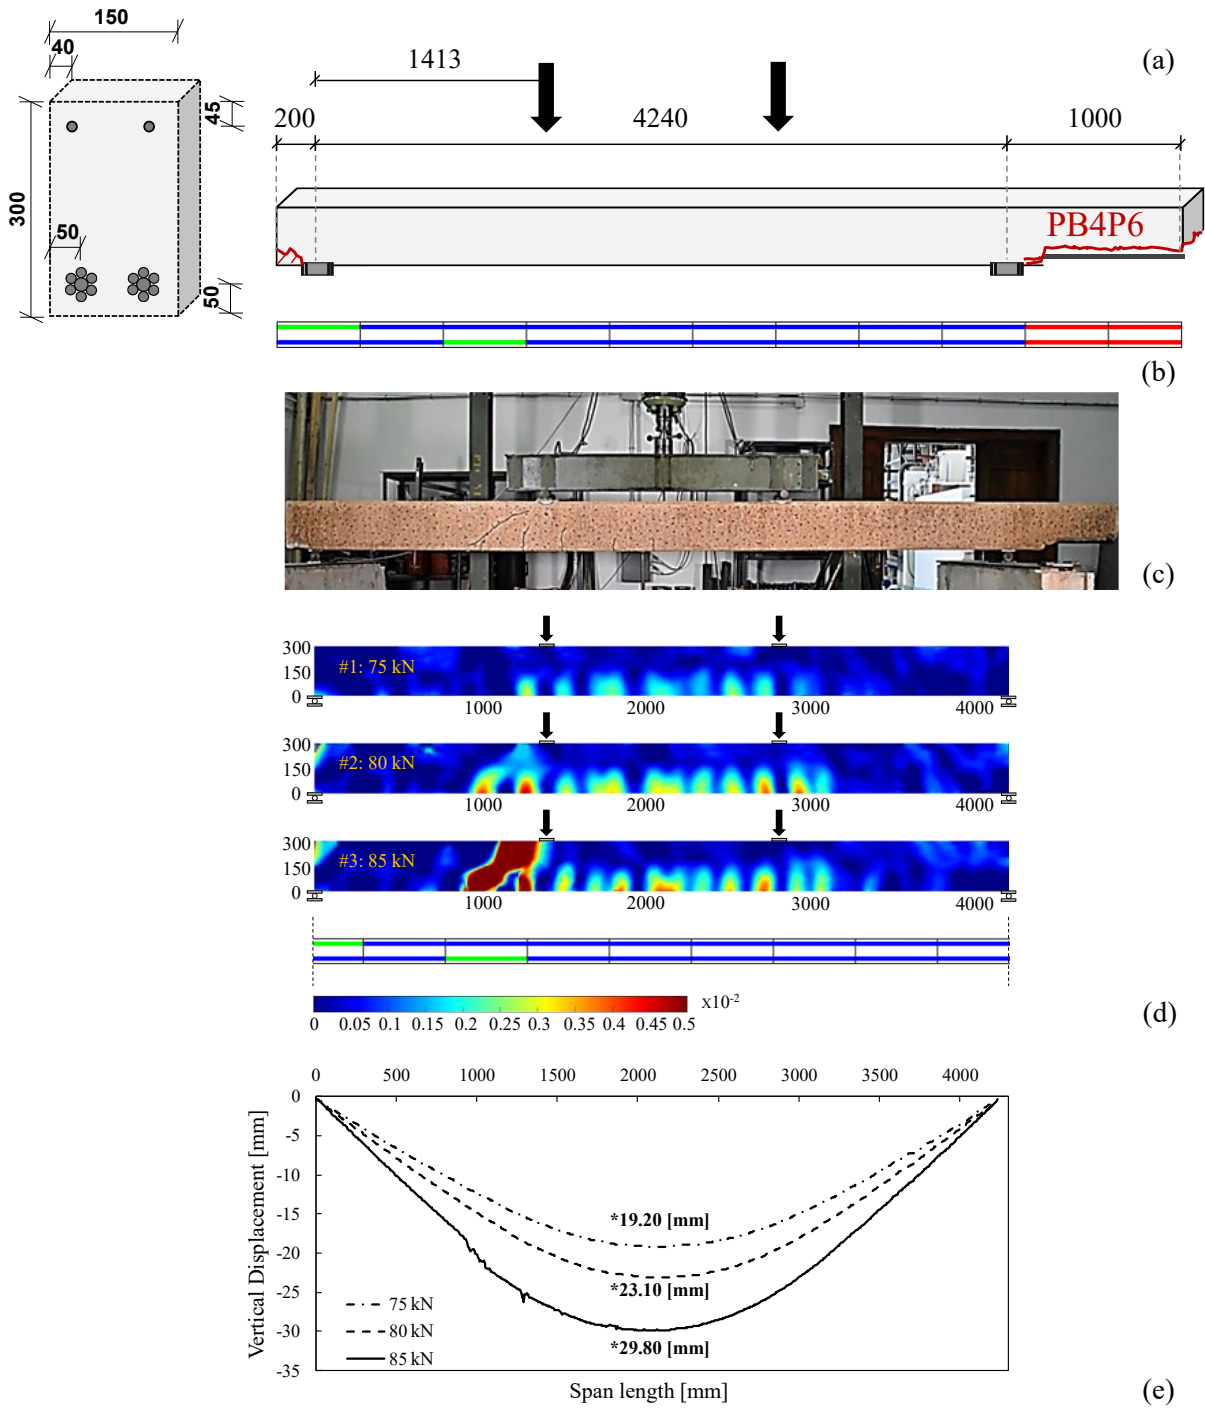 150
40
45
300
50
50
(a)
1413
200
4240
1000
PB4P6
(b)
(c)
300
150
0
#1: 75 kN
1000
2000
3000
4000
300
150
0
#2: 80 kN
1000
2000
3000
4000
300
150
0
#3: 85 kN
1000
2000
3000
4000
x10-2
0 0.05 0.1 0.15 0.2 0.25 0.3 0.35 0.4 0.45 0.5
(d)
0 500 1000 1500 2000 2500 3000 3500 4000
0
-5
-10
-15
-20
-25
-30
-35
Vertical Displacement [mm]
*19.20 [mm]
*23.10 [mm]
*29.80 [mm]
75 kN
80 kN
85 kN
Span length [mm]
(e)